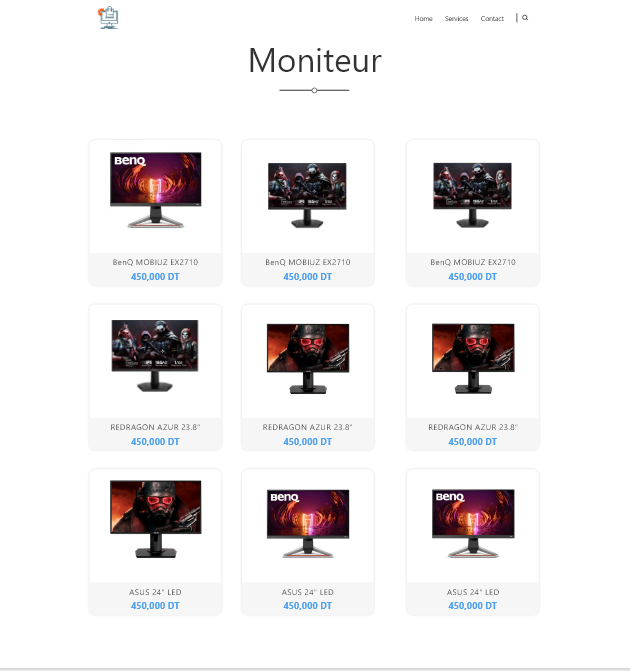 Home Services Contact
Moniteur
BenQ
BenQ MOBIUZ EX2710
450,000 DT
BenQ MOBIUZ EX2710
450,000 DT
BenQ MOBIUZ EX2710
450,000 DT
REDRAGON AZUR 23.8"
450,000 DT
REDRAGON AZUR 23.8"
450,000 DT
REDRAGON AZUR 23.8"
450,000 DT
ASUS 24" LED
450,000 DT
BenQ
ASUS 24" LED
450,000 DT
BenQ
ASUS 24" LED
450,000 DT